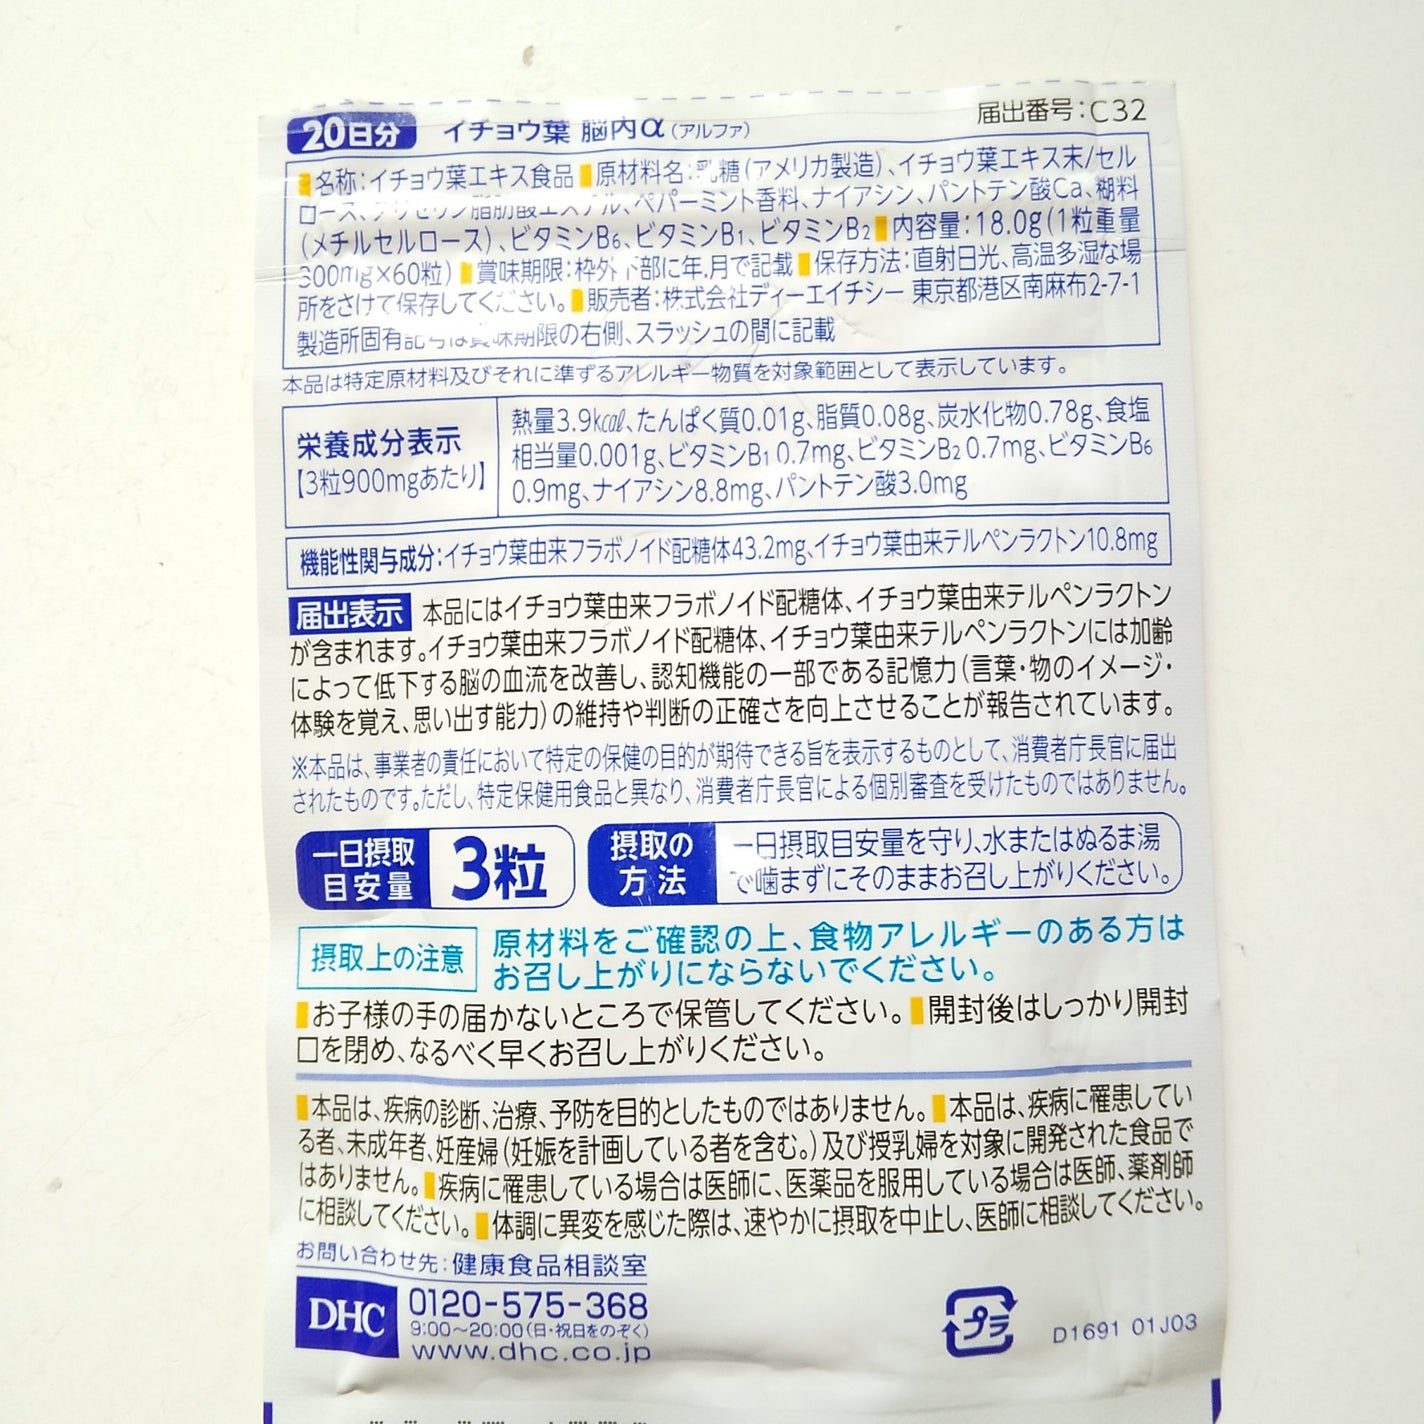 20日分 イチョウ葉 脳内α(アルファ) 届出番号:C32
名称:イチョウ葉エキス食品 原材料名:乳糖(アメリカ製造)、イチョウ葉エキス末/セル
ロース、グリセリン脂肪酸エステル、ペパーミント香料、ナイアシン、パントテン酸Ca、糊料
(メチルセルロース)、ビタミンB6、ビタミンB1、ビタミンB2 内容量:18.0g(1粒重量
300mg×60粒) 賞味期限:枠外下部に年.月で記載 保存方法:直射日光、高温多湿な場
所をさけて保存してください。 販売者:株式会社ディーエイチシー 東京都港区南麻布2-7-1
製造所固有記号は賞味期限の右側、スラッシュの間に記載
本品は特定原材料及びそれに準ずるアレルギー物質を対象範囲として表示しています。
栄養成分表示
【3粒900mgあたり】
熱量3.9kcal、たんぱく質0.01g、脂質0.08g、炭水化物0.78g、食塩
相当量0.001g、ビタミンB1 0.7mg、ビタミンB2 0.7mg、ビタミンB6
0.9mg、ナイアシン8.8mg、パントテン酸3.0mg
機能性関与成分:イチョウ葉由来フラボノイド配糖体43.2mg、イチョウ葉由来テルペンラクトン10.8mg
届出表示 本品にはイチョウ葉由来フラボノイド配糖体、イチョウ葉由来テルペンラクトン
が含まれます。イチョウ葉由来フラボノイド配糖体、イチョウ葉由来テルペンラクトンには加齢
によって低下する脳の血流を改善し、認知機能の一部である記憶力(言葉・物のイメージ・
体験を覚え、思い出す能力)の維持や判断の正確さを向上させることが報告されています。
※本品は、事業者の責任において特定の保健の目的が期待できる旨を表示するものとして、消費者庁長官に届出
されたものです。ただし、特定保健用食品と異なり、消費者庁長官による個別審査を受けたものではありません。
一日摂取
目安量
3粒
摂取の
方法
一日摂取目安量を守り、水またはぬるま湯
で噛まずにそのままお召し上がりください。
摂取上の注意
原材料をご確認の上、食物アレルギーのある方は
お召し上がりにならないでください。
お子様の手の届かないところで保管してください。 開封後はしっかり開封
口を閉め、なるべく早くお召し上がりください。
本品は、疾病の診断、治療、予防を目的としたものではありません。 本品は、疾病に罹患してい
る者、未成年者、妊産婦(妊娠を計画している者を含む。)及び授乳婦を対象に開発された食品で
はありません。 疾病に罹患している場合は医師に、医薬品を服用している場合は医師、薬剤師
に相談してください。 体調に異変を感じた際は、速やかに摂取を中止し、医師に相談してください。
お問い合わせ先:健康食品相談室
DHC
0120-575-368
9:00～20:00(日・祝日をのぞく)
www.dhc.co.jp
プラ
D1691 01J03